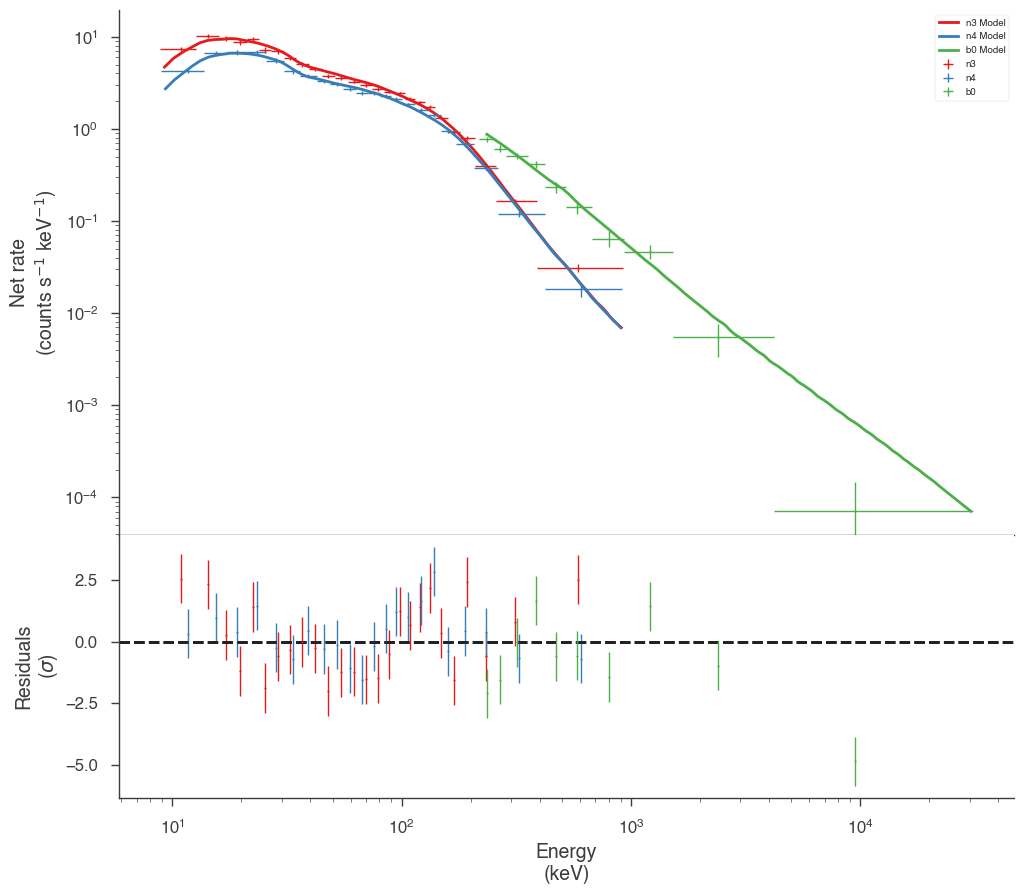 n3 Model
n4 Model
b0 Model
n3
n4
b0
10¹
10⁰
10⁻¹
10⁻²
10⁻³
10⁻⁴
Net rate
(counts s⁻¹ keV⁻¹)
2.5
0.0
−2.5
−5.0
Residuals
(σ)
10¹
10²
10³
10⁴
Energy
(keV)